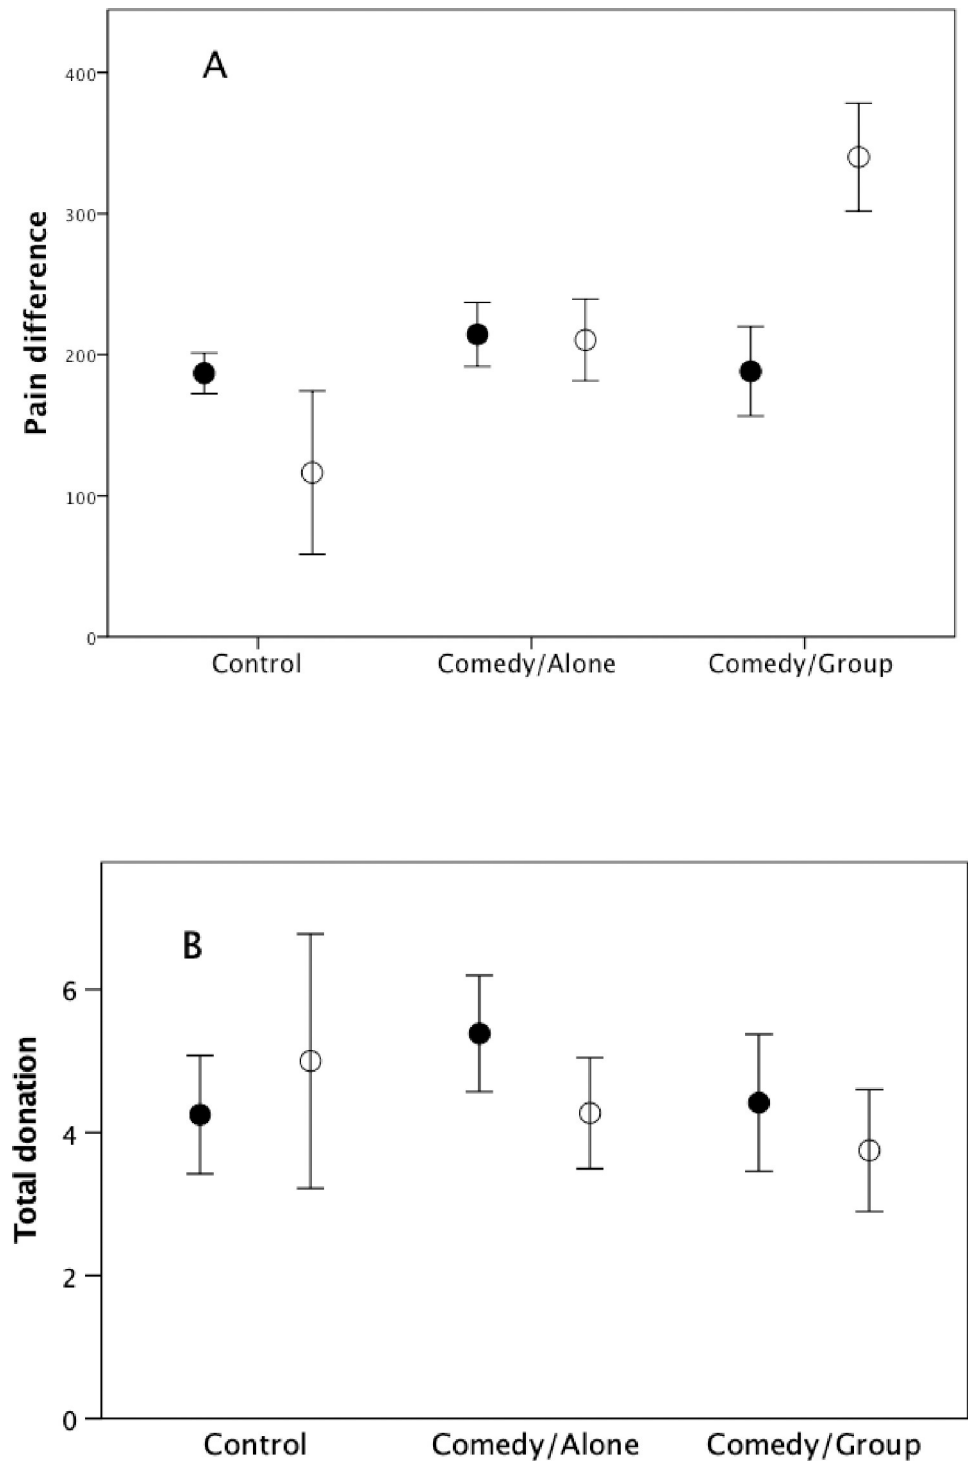 A
400
300
200
100
0
Pain difference
Control Comedy/Alone Comedy/Group
B
6
4
2
0
Total donation
Control Comedy/Alone Comedy/Group